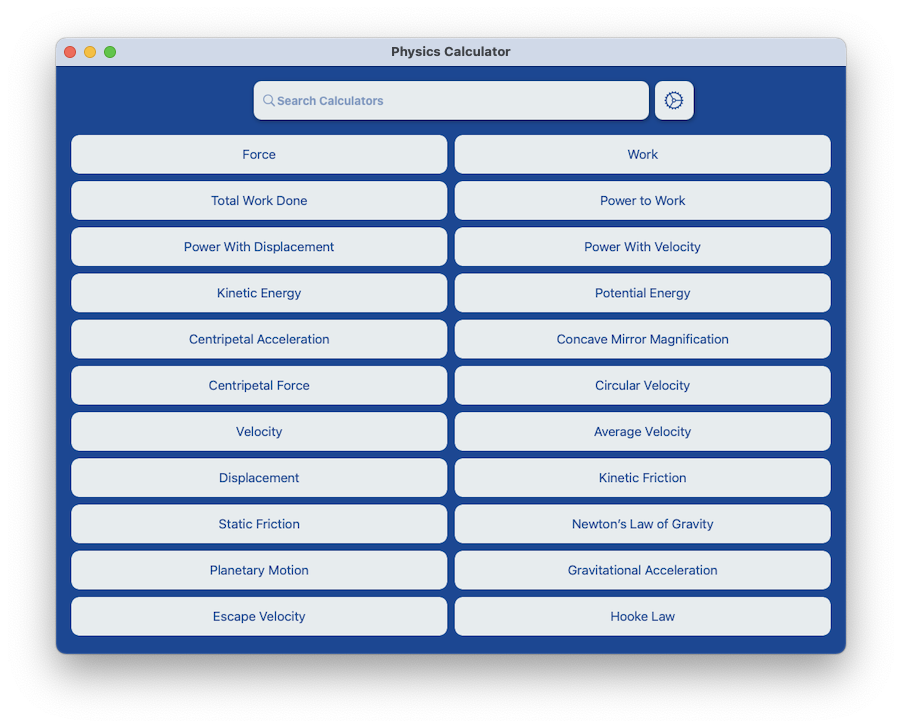 Physics Calculator
Search Calculators
Force
Work
Total Work Done
Power to Work
Power With Displacement
Power With Velocity
Kinetic Energy
Potential Energy
Centripetal Acceleration
Concave Mirror Magnification
Centripetal Force
Circular Velocity
Velocity
Average Velocity
Displacement
Kinetic Friction
Static Friction
Newton’s Law of Gravity
Planetary Motion
Gravitational Acceleration
Escape Velocity
Hooke Law